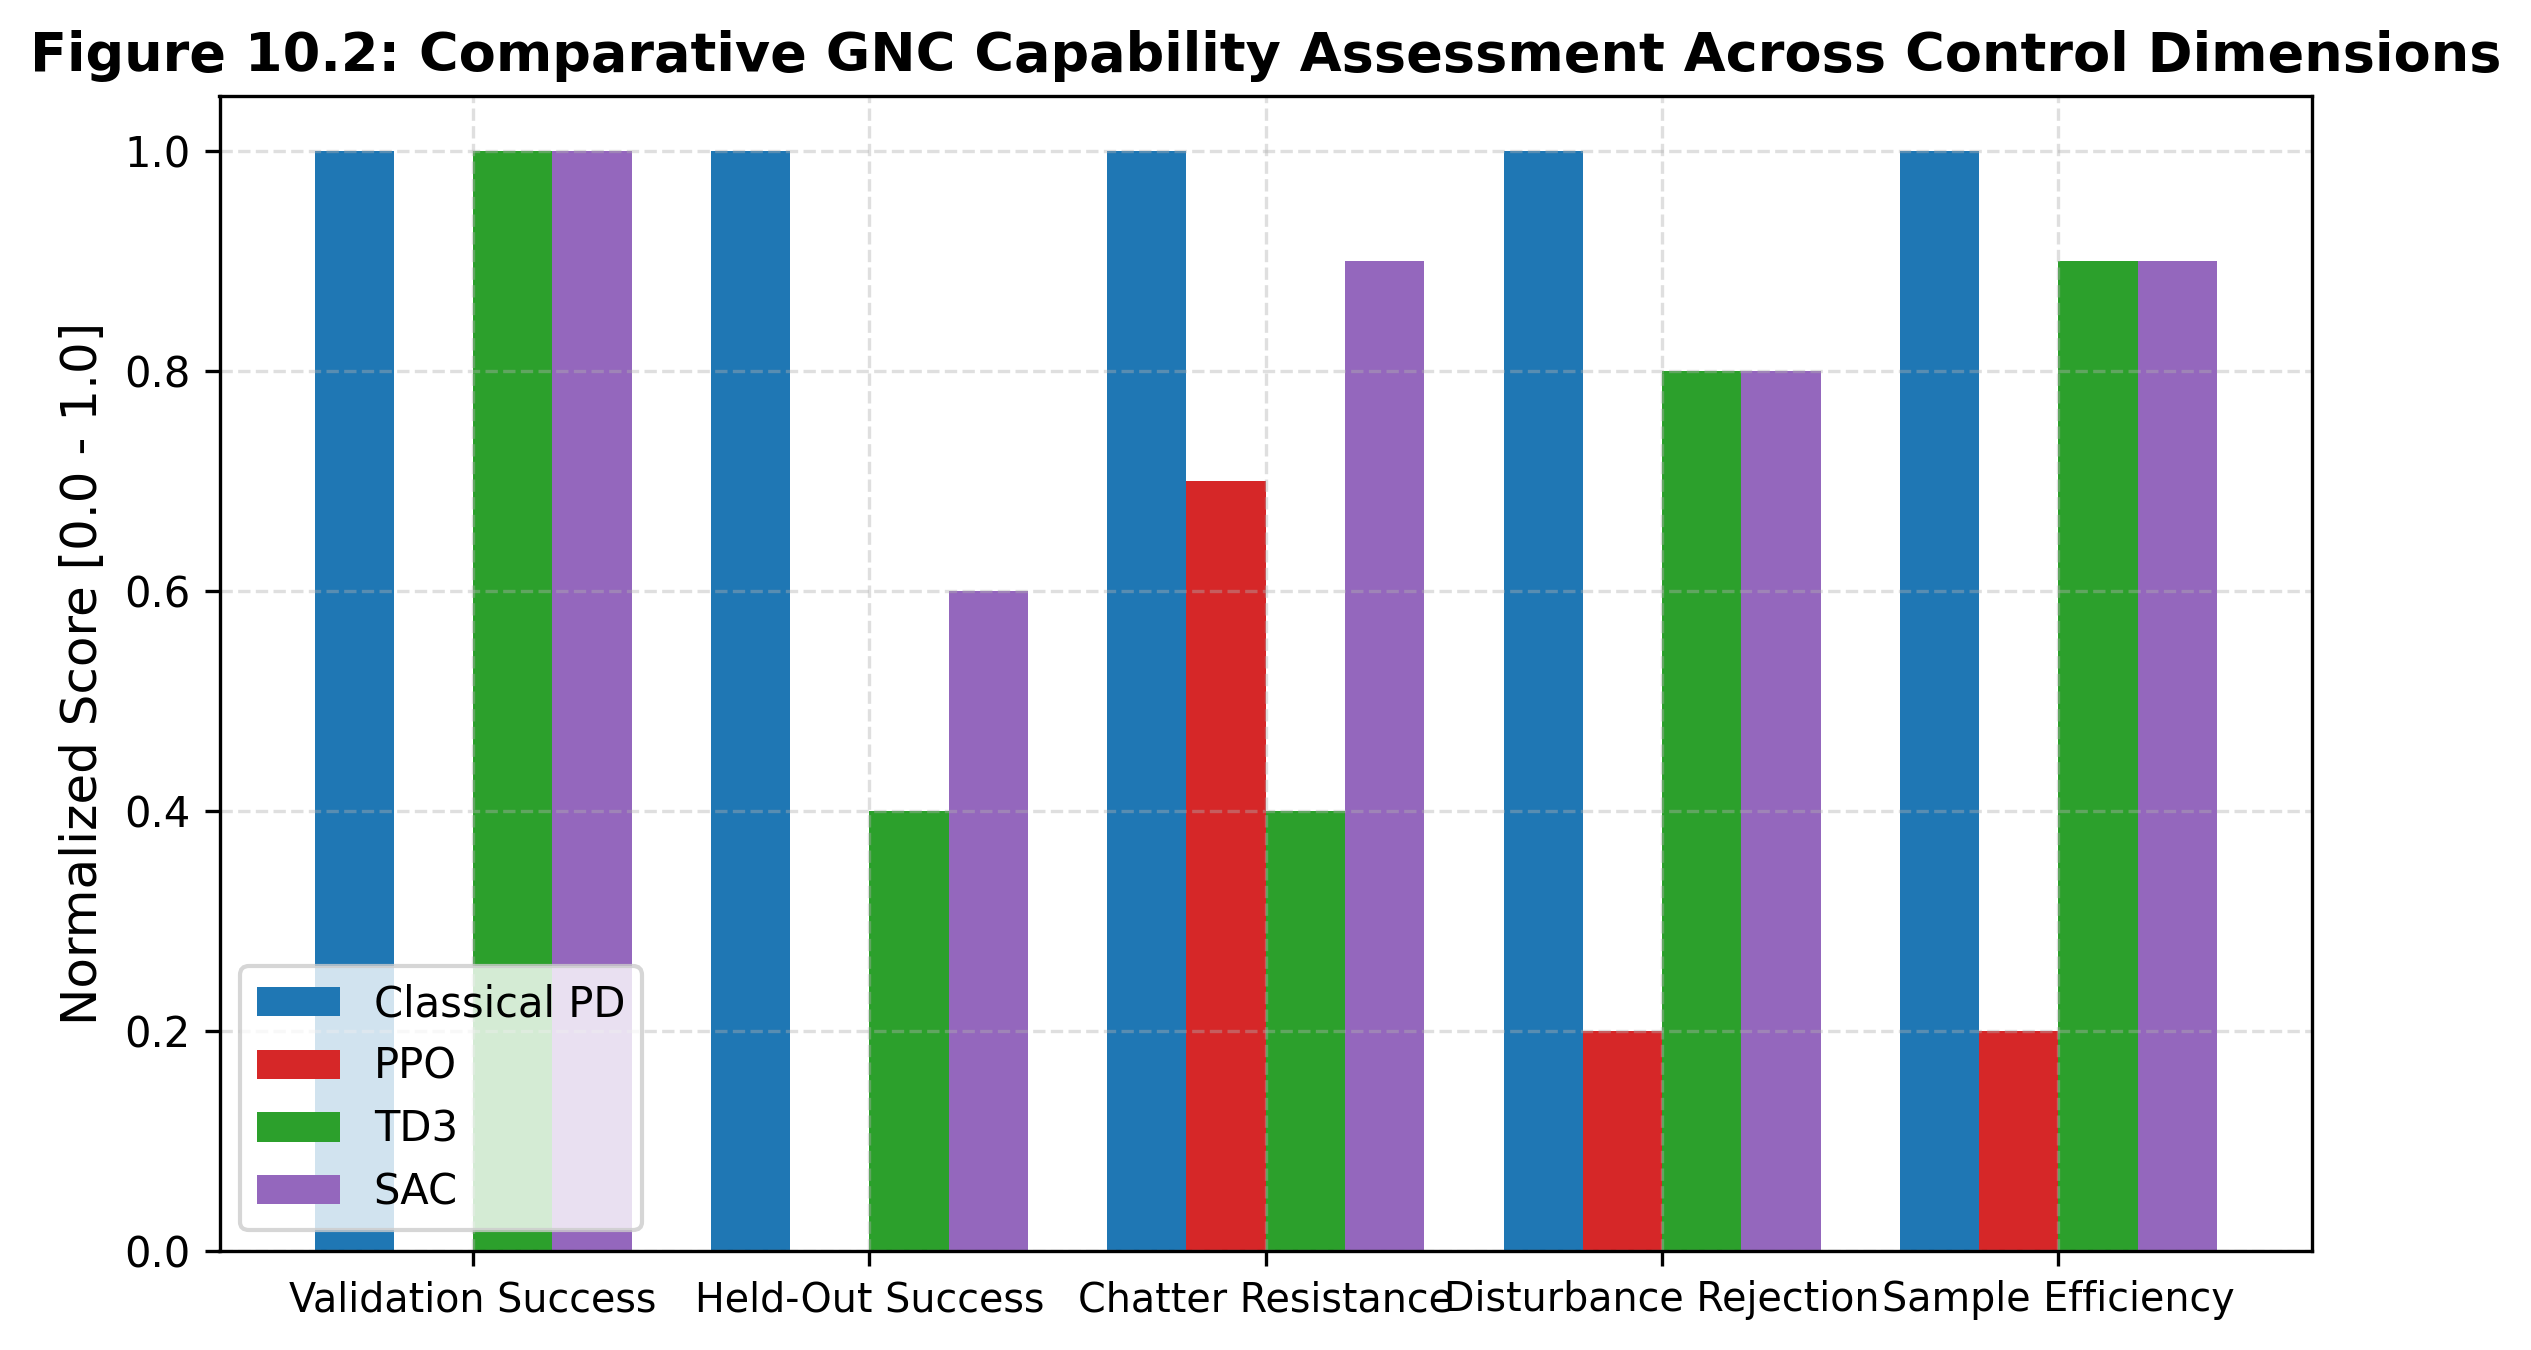 Figure 10.2: Comparative GNC Capability Assessment Across Control Dimensions
Normalized Score [0.0 - 1.0]
1.0
0.8
0.6
0.4
0.2
0.0
Classical PD
PPO
TD3
SAC
Validation Success
Held-Out Success
Chatter Resistance
Disturbance Rejection
Sample Efficiency